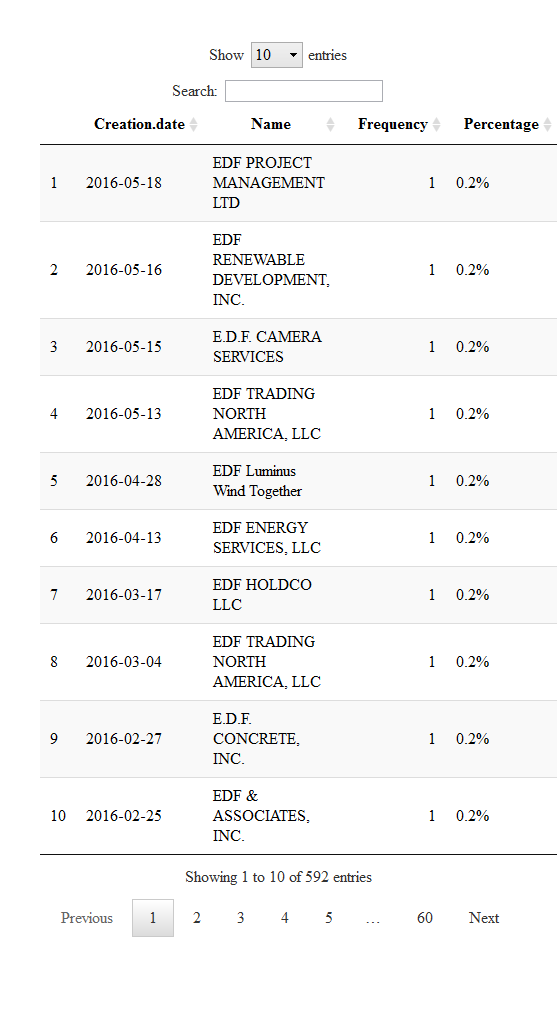 Show 10 entries
Search:
Creation.date Name Frequency Percentage
1 2016-05-18 EDF PROJECT MANAGEMENT LTD 1 0.2%
2 2016-05-16 EDF RENEWABLE DEVELOPMENT, INC. 1 0.2%
3 2016-05-15 E.D.F. CAMERA SERVICES 1 0.2%
4 2016-05-13 EDF TRADING NORTH AMERICA, LLC 1 0.2%
5 2016-04-28 EDF Luminus Wind Together 1 0.2%
6 2016-04-13 EDF ENERGY SERVICES, LLC 1 0.2%
7 2016-03-17 EDF HOLDCO LLC 1 0.2%
8 2016-03-04 EDF TRADING NORTH AMERICA, LLC 1 0.2%
9 2016-02-27 E.D.F. CONCRETE, INC. 1 0.2%
10 2016-02-25 EDF & ASSOCIATES, INC. 1 0.2%
Showing 1 to 10 of 592 entries
Previous 1 2 3 4 5 … 60 Next